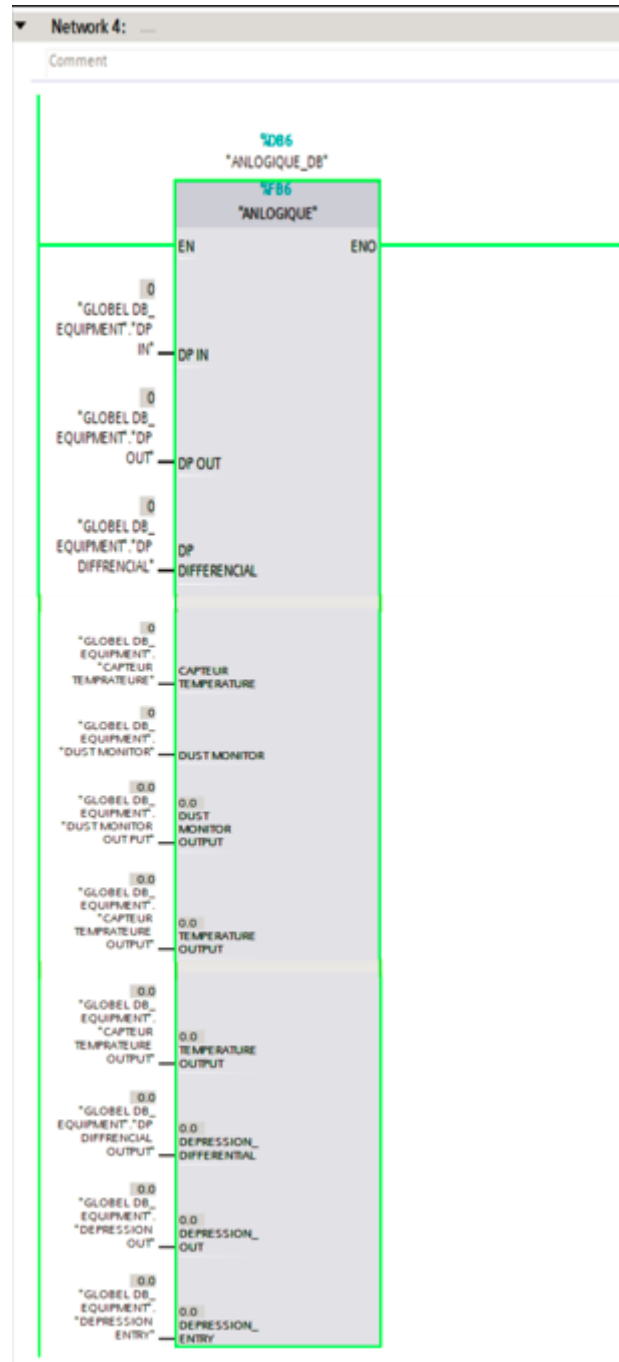 Network 4: ....
Comment
%DB6
"ANLOGIQUE_DB"
%FB6
"ANLOGIQUE"
EN ENO
0
"GLOBEL DB_
EQUIPMENT"."DP
IN" DP IN
0
"GLOBEL DB_
EQUIPMENT"."DP
OUT" DP OUT
0
"GLOBEL DB_
EQUIPMENT"."DP
DIFFRENCIAL"
DP
DIFFERENCIAL
0
"GLOBEL DB_
EQUIPMENT".
"CAPTEUR
TEMPRATEURE"
CAPTEUR
TEMPERATURE
0
"GLOBEL DB_
EQUIPMENT".
"DUST MONITOR" DUST MONITOR
0.0
"GLOBEL DB_
EQUIPMENT".
"DUST MONITOR
OUTPUT"
0.0
DUST
MONITOR
OUTPUT
0.0
"GLOBEL DB_
EQUIPMENT".
"CAPTEUR
TEMPRATEURE
OUTPUT"
0.0
TEMPERATURE
OUTPUT
0.0
"GLOBEL DB_
EQUIPMENT".
"CAPTEUR
TEMPRATEURE
OUTPUT"
0.0
TEMPERATURE
OUTPUT
0.0
"GLOBEL DB_
EQUIPMENT"."DP
DIFFRENCIAL
OUTPUT"
0.0
DEPRESSION_
DIFFERENTIAL
0.0
"GLOBEL DB_
EQUIPMENT".
"DEPRESSION
OUT"
0.0
DEPRESSION_
OUT
0.0
"GLOBEL DB_
EQUIPMENT".
"DEPRESSION
ENTRY"
0.0
DEPRESSION_
ENTRY